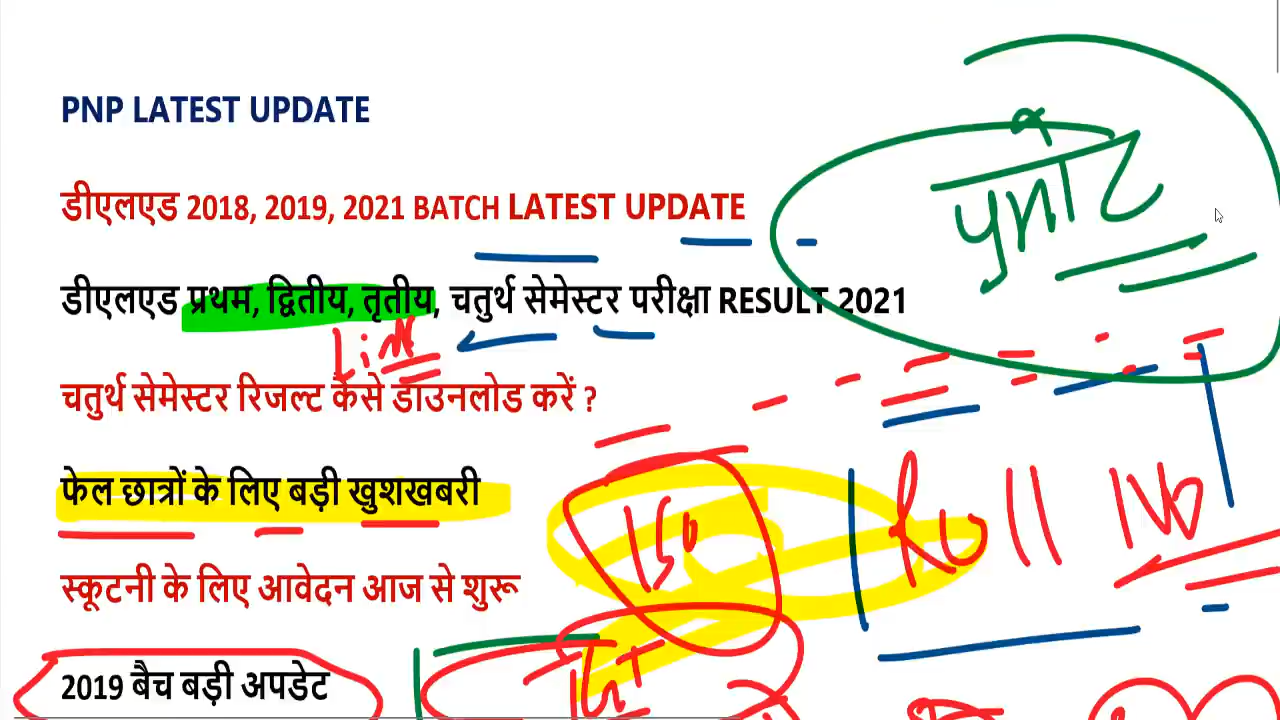 PNP LATEST UPDATE
डीएलएड 2018, 2019, 2021 BATCH LATEST UPDATE
डीएलएड प्रथम, द्वितीय, तृतीय, चतुर्थ सेमेस्टर परीक्षा RESULT 2021
Link
चतुर्थ सेमेस्टर रिजल्ट कैसे डाउनलोड करें ?
फेल छात्रों के लिए बड़ी खुशखबरी
150
Roll No
स्कूटनी के लिए आवेदन आज से शुरू
2019 बैच बड़ी अपडेट